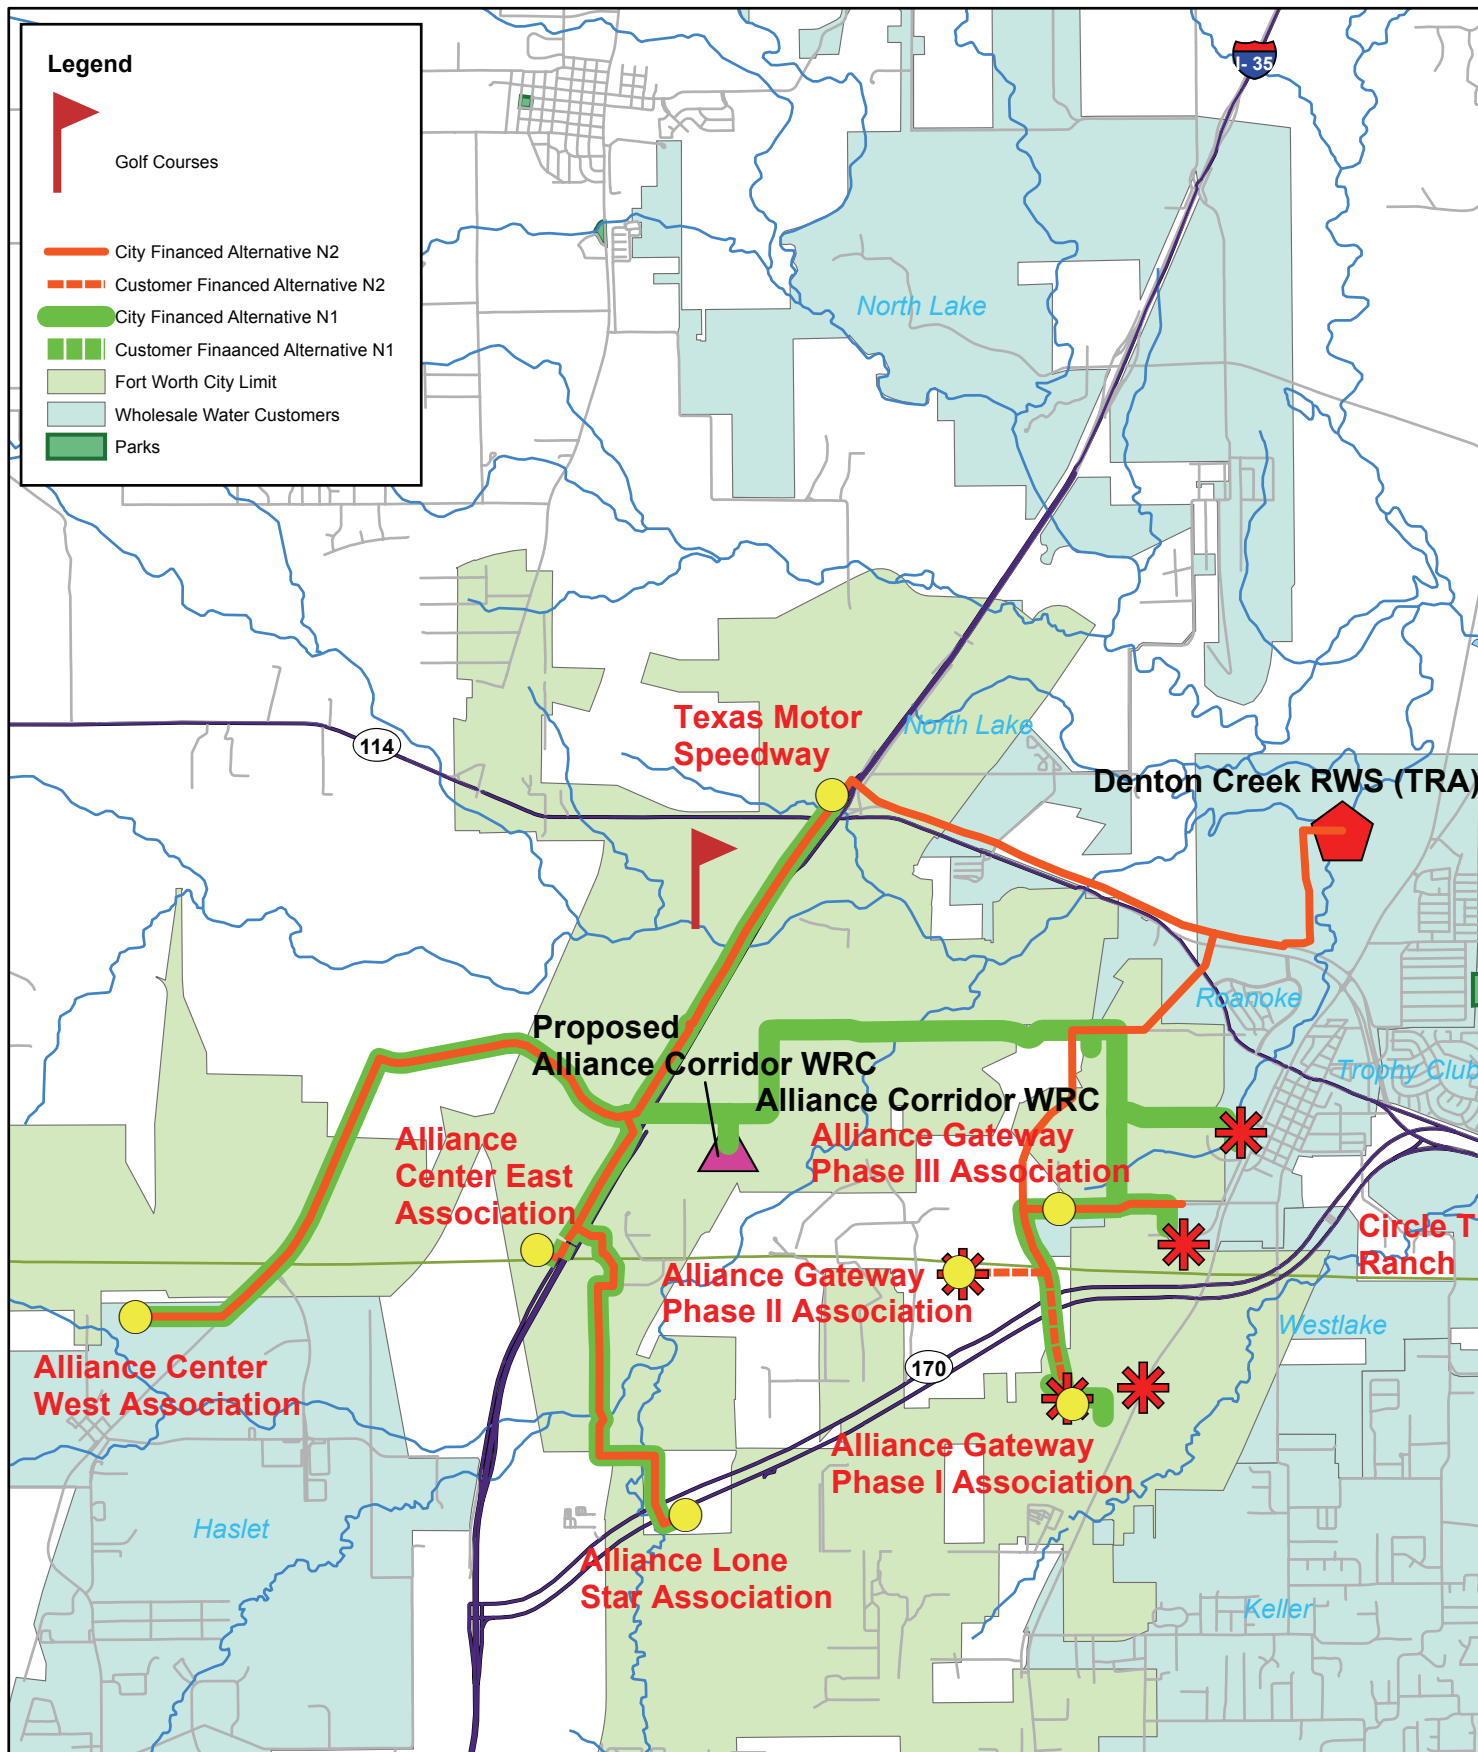 Legend
Golf Courses
City Financed Alternative N2
Customer Financed Alternative N2
City Financed Alternative N1
Customer Finaanced Alternative N1
Fort Worth City Limit
Wholesale Water Customers
Parks
I- 35
North Lake
Texas Motor
Speedway
North Lake
114
Denton Creek RWS (TRA)
Roanoke
Proposed
Alliance Corridor WRC
Trophy Club
Alliance Corridor WRC
Alliance Gateway
Phase III Association
Alliance
Center East
Association
Circle T
Ranch
Alliance Gateway
Phase II Association
Westlake
Alliance Center
West Association
170
Alliance Gateway
Phase I Association
Haslet
Alliance Lone
Star Association
Keller